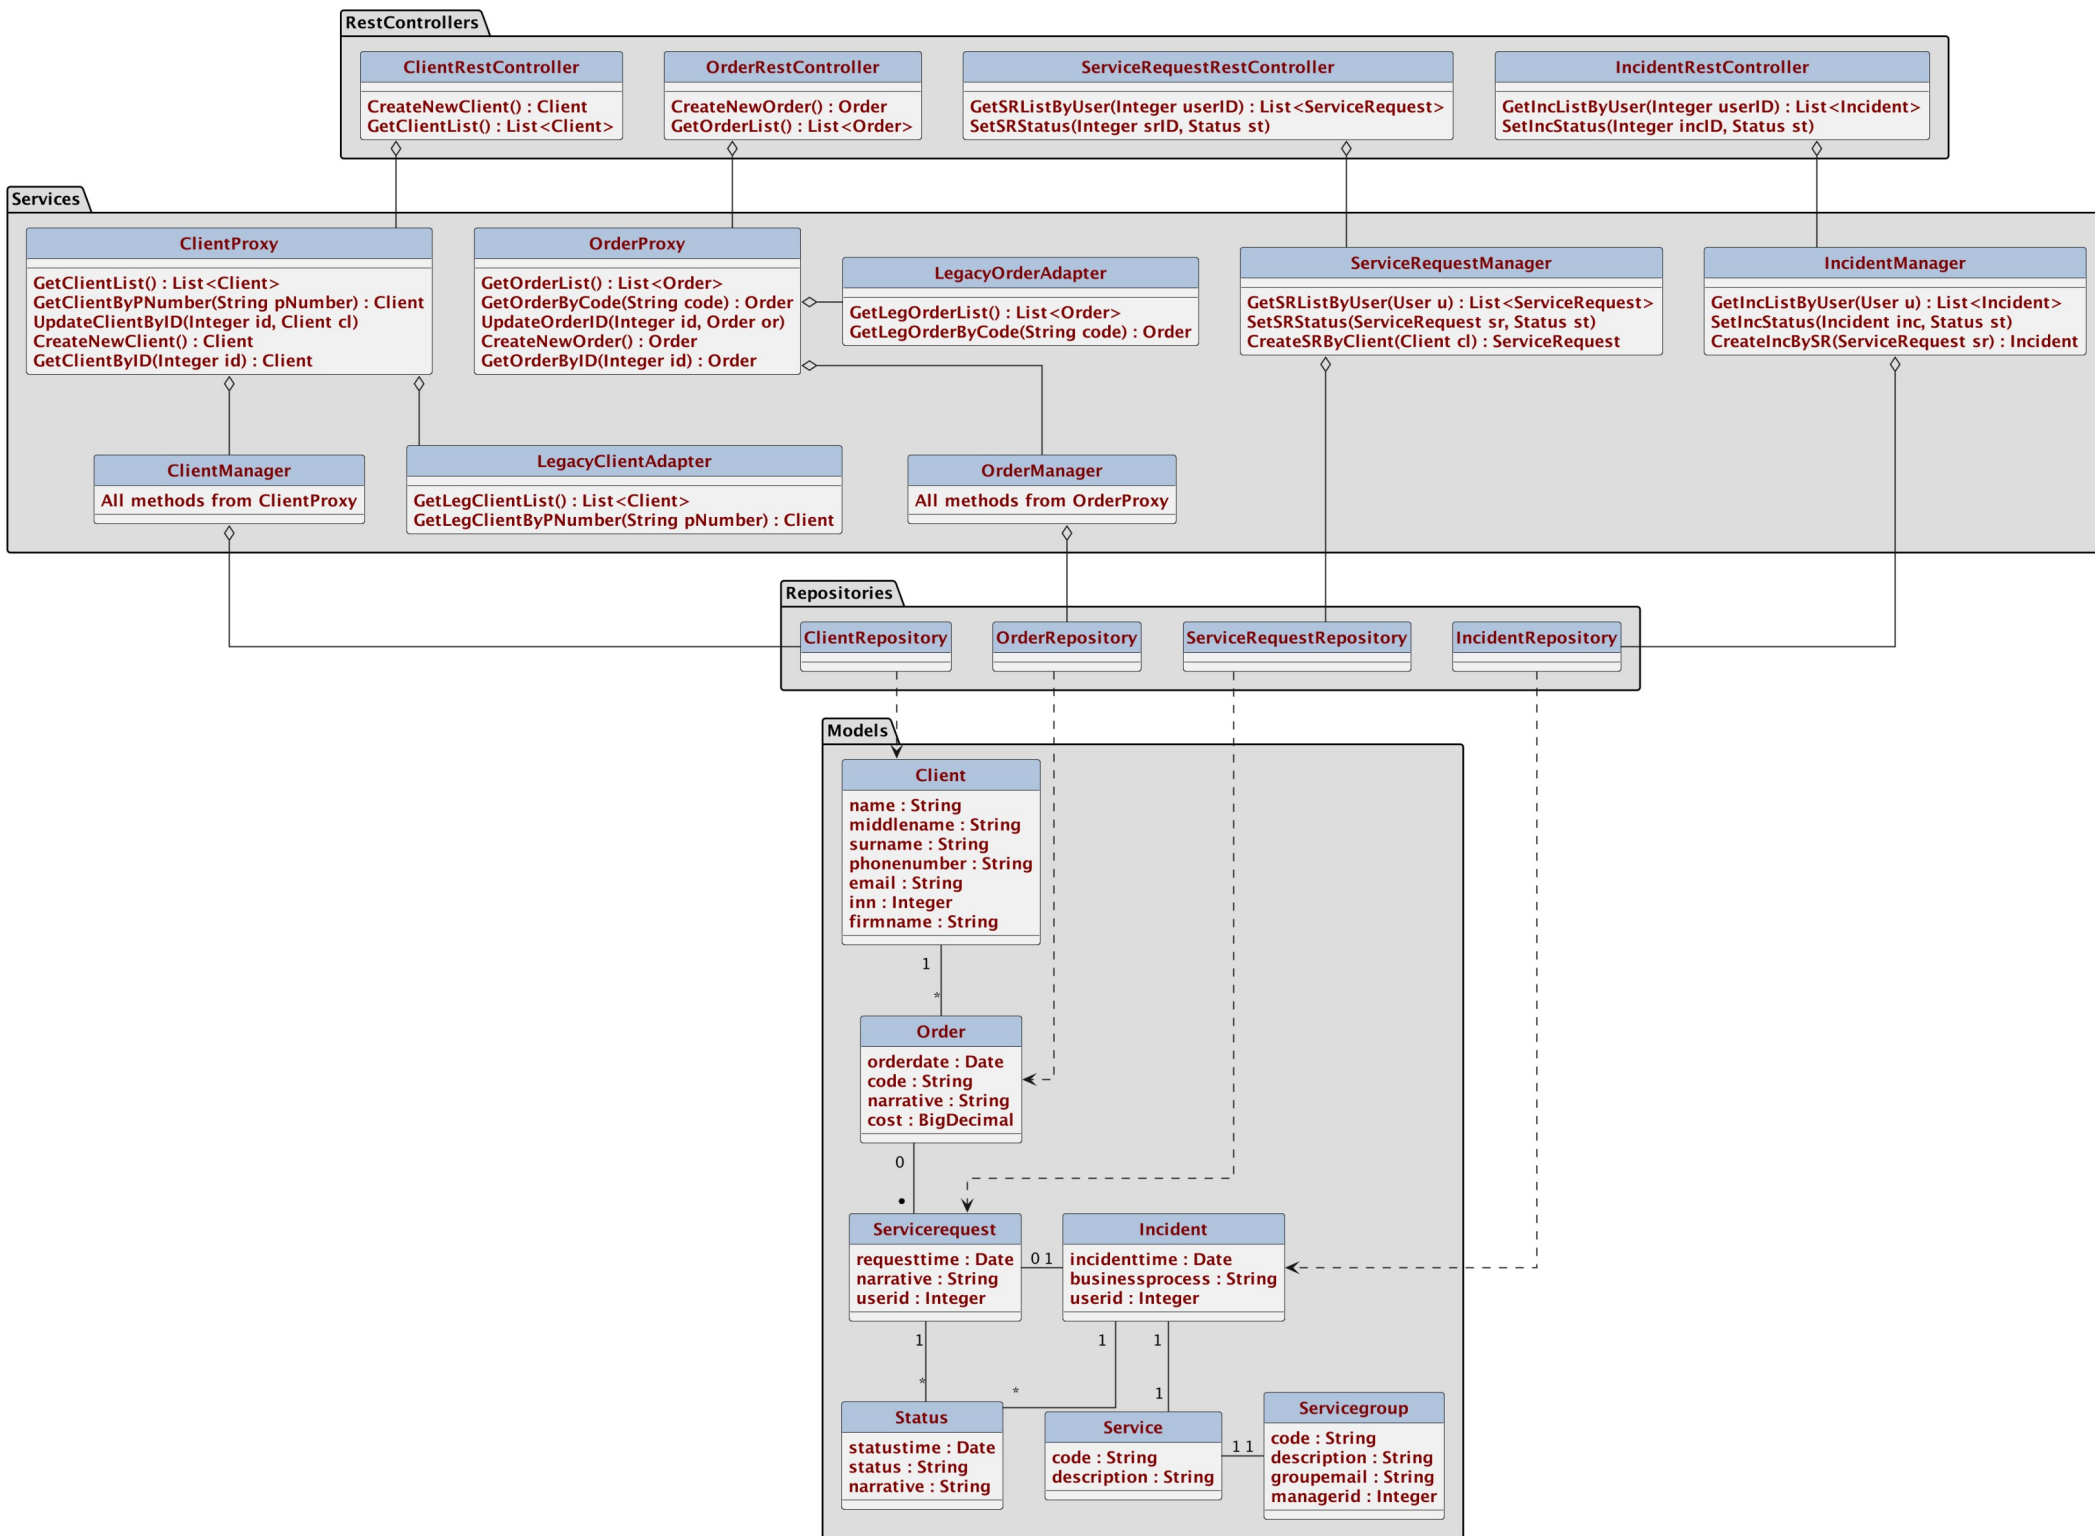 RestControllers
ClientRestController
CreateNewClient() : Client
GetClientList() : List<Client>
OrderRestController
CreateNewOrder() : Order
GetOrderList() : List<Order>
ServiceRequestRestController
GetSRListByUser(Integer userID) : List<ServiceRequest>
SetSRStatus(Integer srID, Status st)
IncidentRestController
GetIncListByUser(Integer userID) : List<Incident>
SetIncStatus(Integer incID, Status st)
Services
ClientProxy
GetClientList() : List<Client>
GetClientByPNumber(String pNumber) : Client
UpdateClientByID(Integer id, Client cl)
CreateNewClient() : Client
GetClientByID(Integer id) : Client
OrderProxy
GetOrderList() : List<Order>
GetOrderByCode(String code) : Order
UpdateOrderID(Integer id, Order or)
CreateNewOrder() : Order
GetOrderByID(Integer id) : Order
LegacyOrderAdapter
GetLegOrderList() : List<Order>
GetLegOrderByCode(String code) : Order
ServiceRequestManager
GetSRListByUser(User u) : List<ServiceRequest>
SetSRStatus(ServiceRequest sr, Status st)
CreateSRByClient(Client cl) : ServiceRequest
IncidentManager
GetIncListByUser(User u) : List<Incident>
SetIncStatus(Incident inc, Status st)
CreateIncBySR(ServiceRequest sr) : Incident
ClientManager
All methods from ClientProxy
LegacyClientAdapter
GetLegClientList() : List<Client>
GetLegClientByPNumber(String pNumber) : Client
OrderManager
All methods from OrderProxy
Repositories
ClientRepository
OrderRepository
ServiceRequestRepository
IncidentRepository
Models
Client
name : String
middlename : String
surname : String
phonenumber : String
email : String
inn : Integer
firmname : String
1
*
Order
orderdate : Date
code : String
narrative : String
cost : BigDecimal
0
•
Servicerequest
requesttime : Date
narrative : String
userid : Integer
0 1
Incident
incidenttime : Date
businessprocess : String
userid : Integer
1
*
1
*
1
1
Status
statustime : Date
status : String
narrative : String
Service
code : String
description : String
1 1
Servicegroup
code : String
description : String
groupemail : String
managerid : Integer